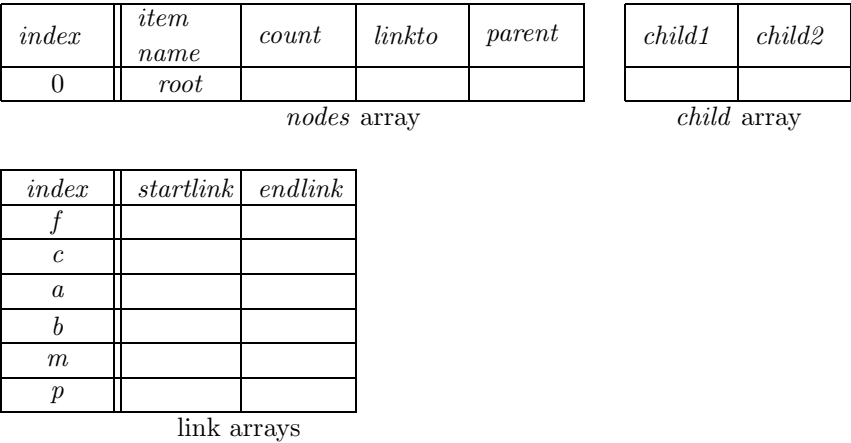 index item name count linkto parent child1 child2
0 root
nodes array child array
index startlink endlink
f
c
a
b
m
p
link arrays